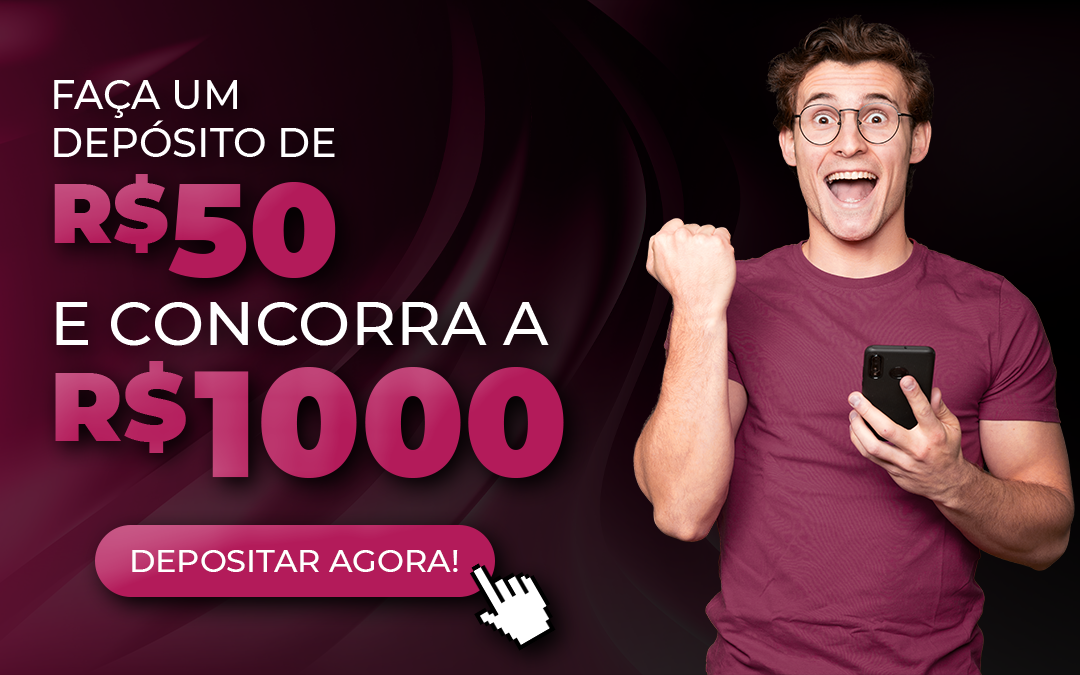 FAÇA UM
DEPÓSITO DE
R$50
E CONCORRA A
R$1000
DEPOSITAR AGORA!